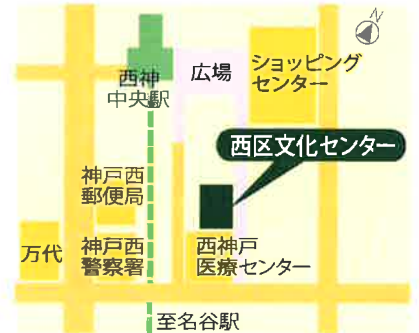 N
西神
中央駅
広場
ショッピング
センター
西区文化センター
神戸西
郵便局
万代
神戸西
警察署
西神戸
医療センター
至名谷駅